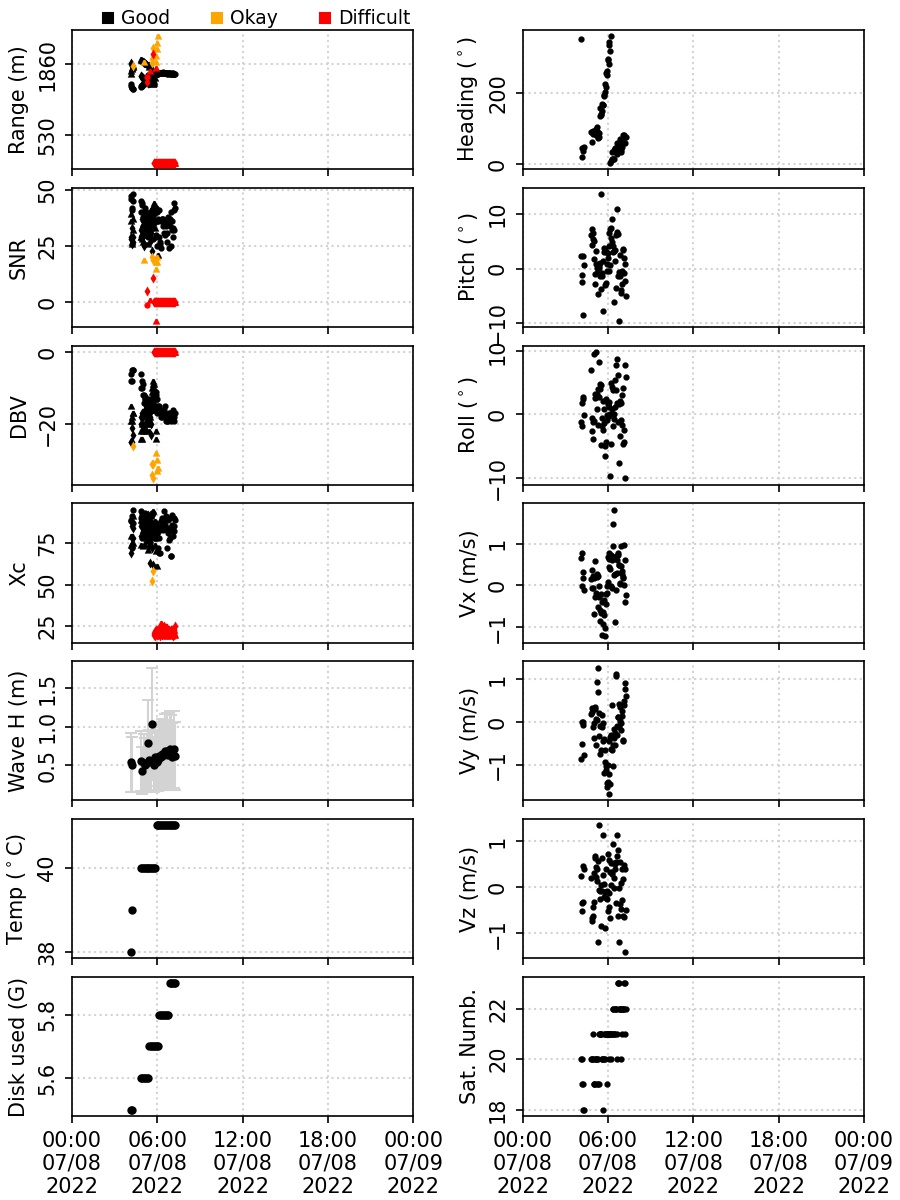 Good Okay Difficult
Range (m)
1860
530
Heading (°)
200
0
SNR
50
25
0
Pitch (°)
10
0
−10
DBV
0
−20
Roll (°)
10
0
−10
Xc
75
50
25
Vx (m/s)
1
0
−1
Wave H (m)
1.5
1.0
0.5
Vy (m/s)
1
0
−1
Temp (°C)
40
38
Vz (m/s)
1
0
−1
Disk used (G)
5.8
5.6
Sat. Numb.
22
20
18
00:00 06:00 12:00 18:00 00:00 00:00 06:00 12:00 18:00 00:00
07/08 07/08 07/08 07/08 07/09 07/08 07/08 07/08 07/08 07/09
2022 2022 2022 2022 2022 2022 2022 2022 2022 2022